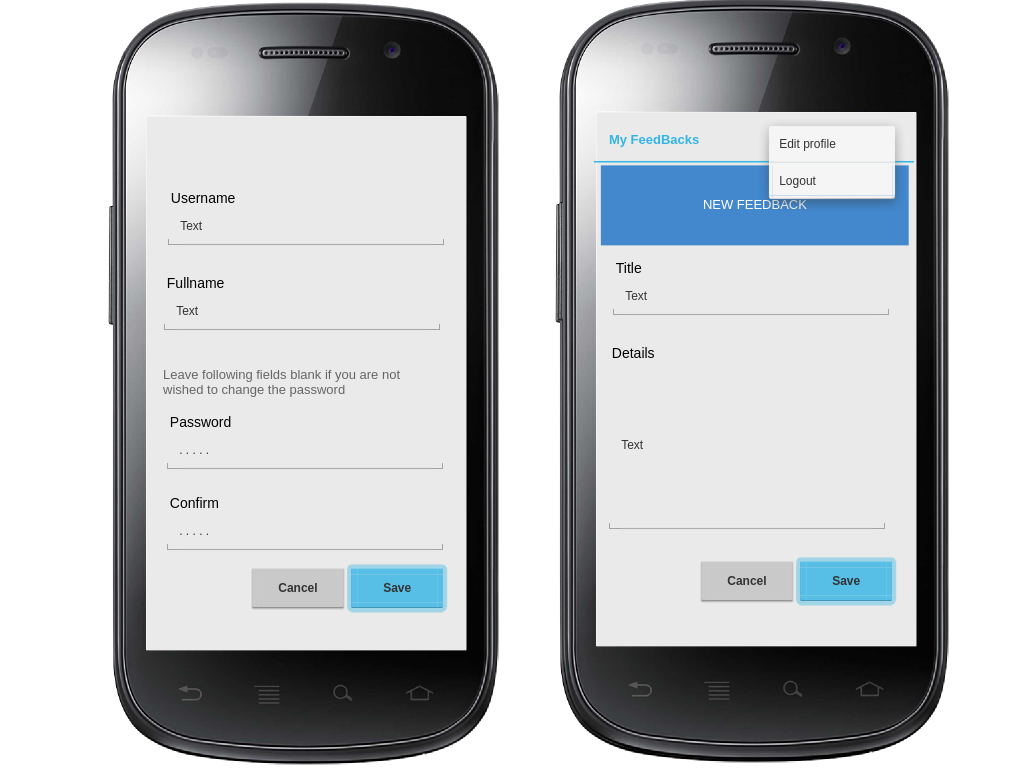 Username
Text
Fullname
Text
Leave following fields blank if you are not
wished to change the password
Password
.....
Confirm
.....
Cancel
Save
My FeedBacks
Edit profile
Logout
NEW FEEDBACK
Title
Text
Details
Text
Cancel
Save